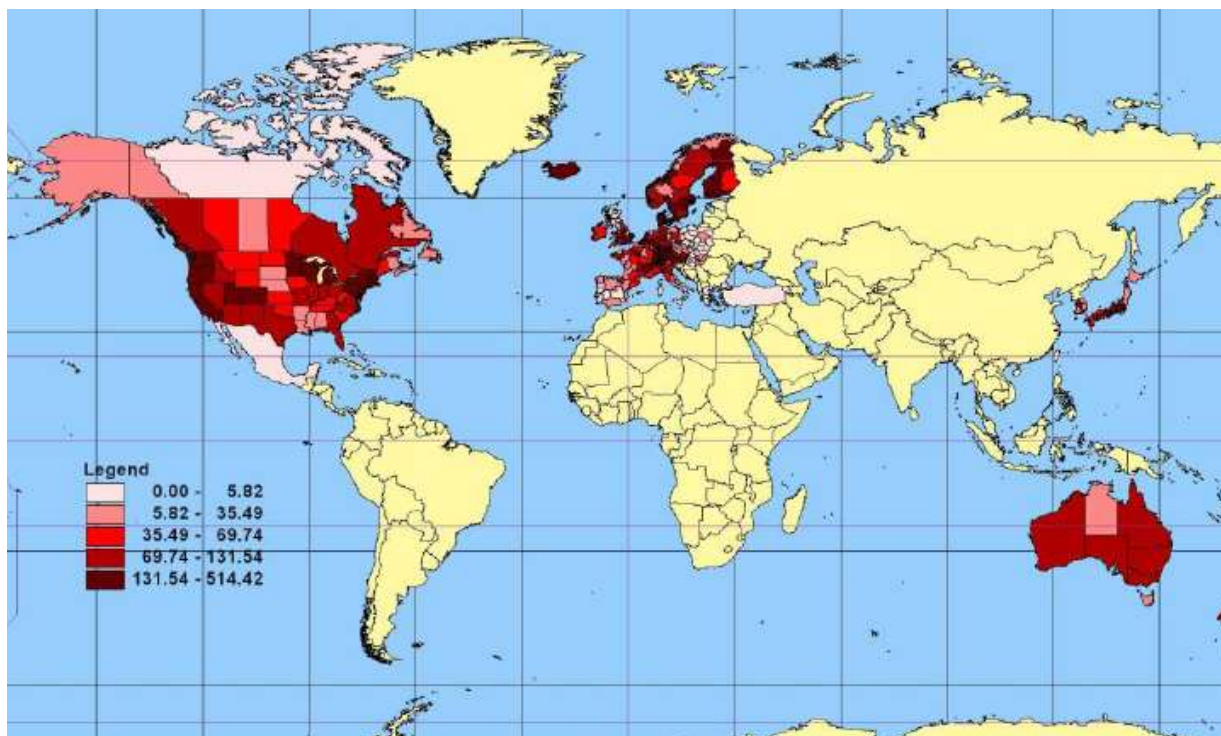 Legend
0.00 - 5.82
5.82 - 35.49
35.49 - 69.74
69.74 - 131.54
131.54 - 514.42